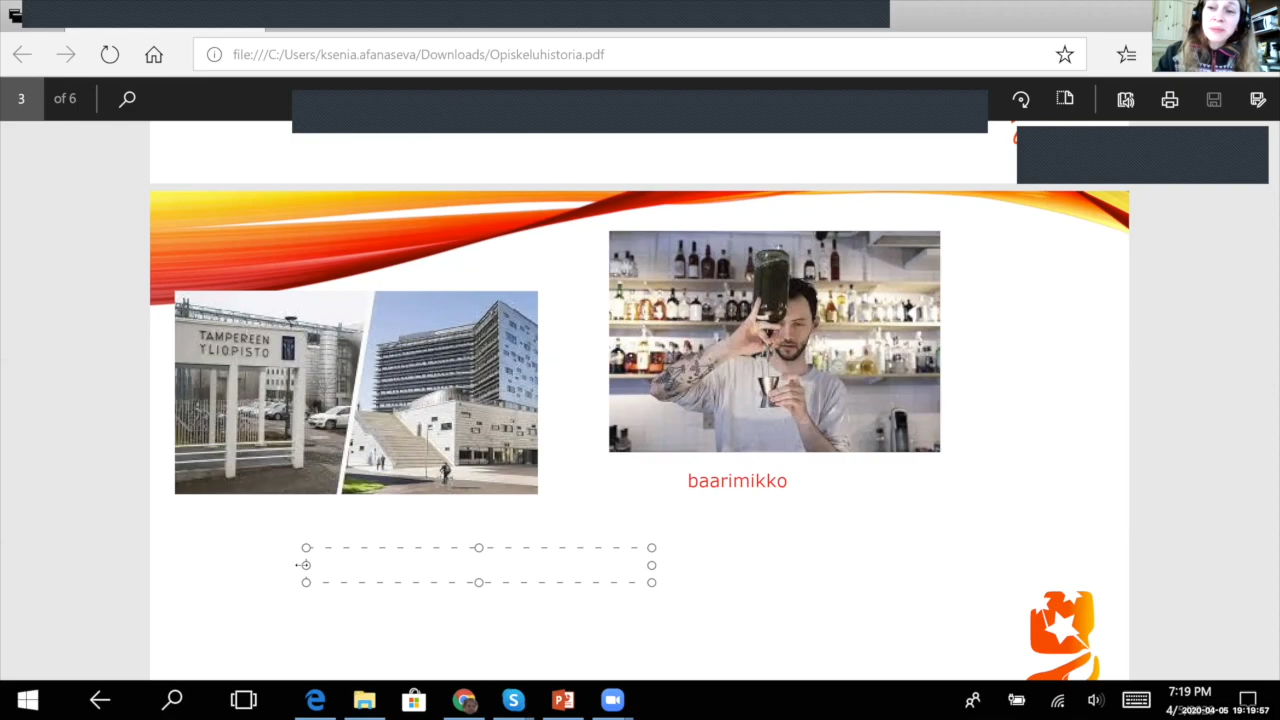 file:///C:/Users/ksenia.afanaseva/Downloads/Opiskeluhistoria.pdf
3 of 6
TAMPEREEN
YLIOPISTO
baarimikko
7:19 PM
2020-04-05 19:19:57